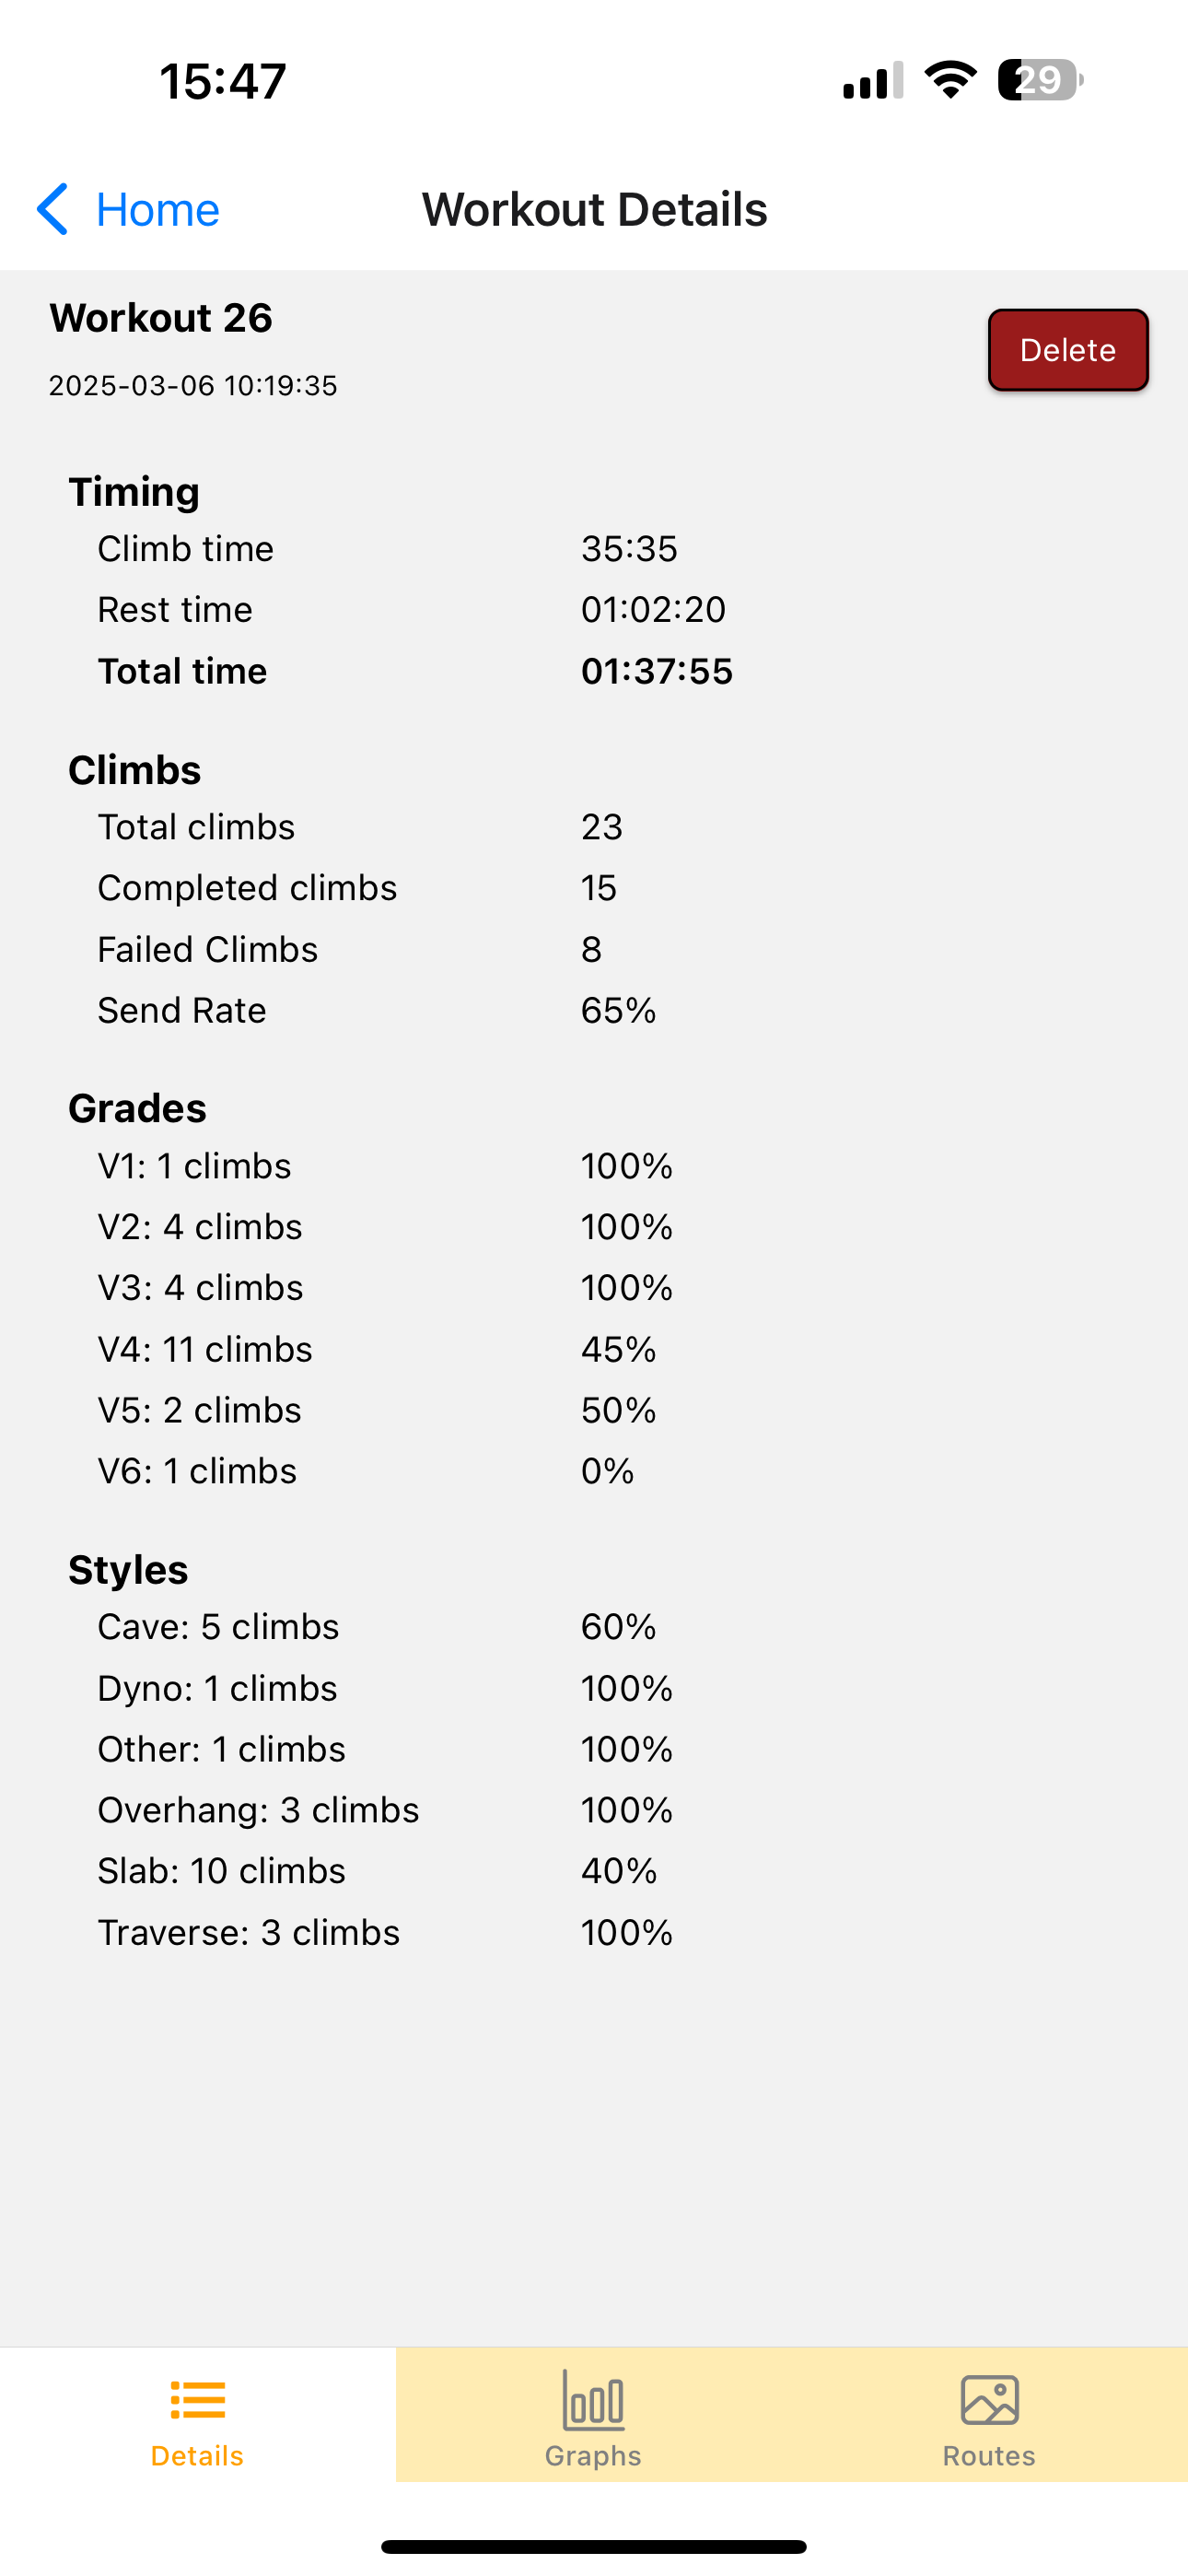 15:47 29
Home Workout Details
Workout 26
Delete
2025-03-06 10:19:35
Timing
Climb time 35:35
Rest time 01:02:20
Total time 01:37:55
Climbs
Total climbs 23
Completed climbs 15
Failed Climbs 8
Send Rate 65%
Grades
V1: 1 climbs 100%
V2: 4 climbs 100%
V3: 4 climbs 100%
V4: 11 climbs 45%
V5: 2 climbs 50%
V6: 1 climbs 0%
Styles
Cave: 5 climbs 60%
Dyno: 1 climbs 100%
Other: 1 climbs 100%
Overhang: 3 climbs 100%
Slab: 10 climbs 40%
Traverse: 3 climbs 100%
Details Graphs Routes